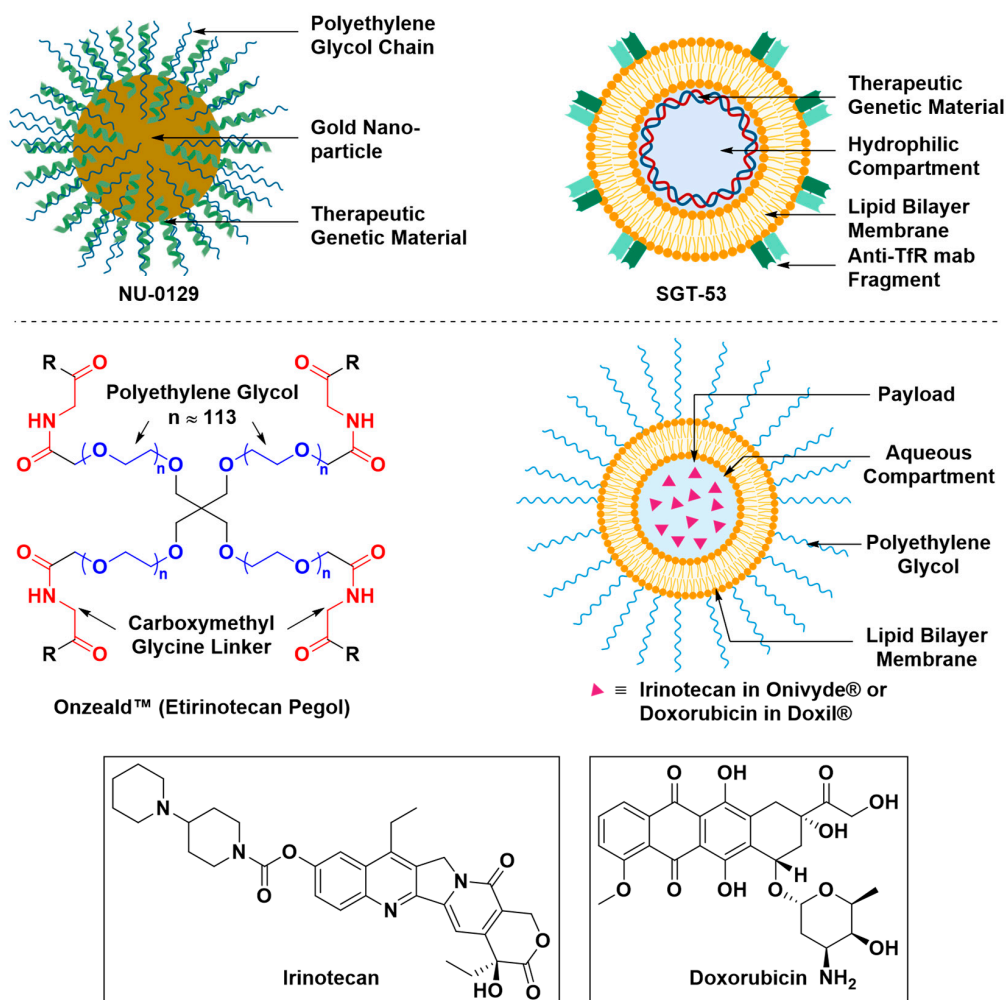 Polyethylene
Glycol Chain
Gold Nano-
particle
Therapeutic
Genetic Material
NU-0129
Therapeutic
Genetic Material
Hydrophilic
Compartment
Lipid Bilayer
Membrane
Anti-TfR mab
Fragment
SGT-53
R O R O
Polyethylene Glycol
n ≈ 113
HN NH
O O O O O O
n n
O O O O O O
n n
HN NH
Carboxymethyl
Glycine Linker
R O O R
Onzeald™ (Etirinotecan Pegol)
Payload
Aqueous
Compartment
Polyethylene
Glycol
Lipid Bilayer
Membrane
≡ Irinotecan in Onivyde® or
Doxorubicin in Doxil®
N
N O
O
N
N O
O
HO O
Irinotecan
O OH O
OH
OH
O O OH H
O O
OH
NH2
Doxorubicin